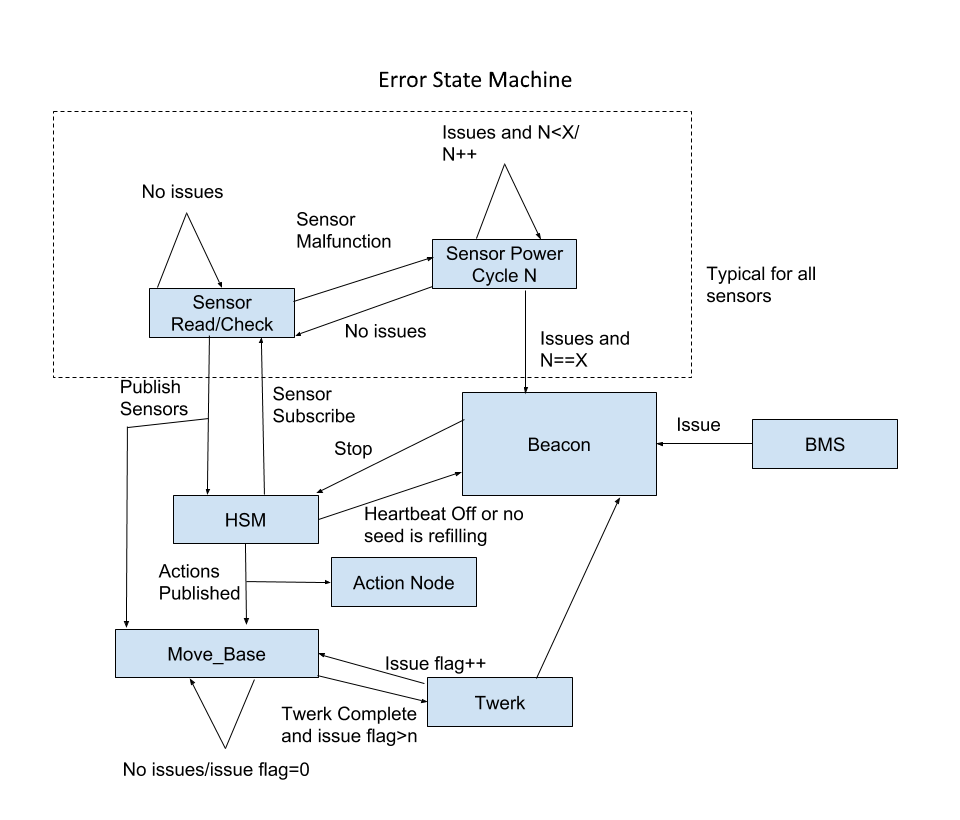 Error State Machine
Issues and N<X/
N++
No issues
Sensor
Malfunction
Sensor Power
Cycle N
Typical for all
sensors
Sensor
Read/Check
No issues
Issues and
N==X
Publish
Sensors
Sensor
Subscribe
Stop
Beacon
Issue
BMS
HSM
Heartbeat Off or no
seed is refilling
Actions
Published
Action Node
Move_Base
Issue flag++
Twerk
Twerk Complete
and issue flag>n
No issues/issue flag=0